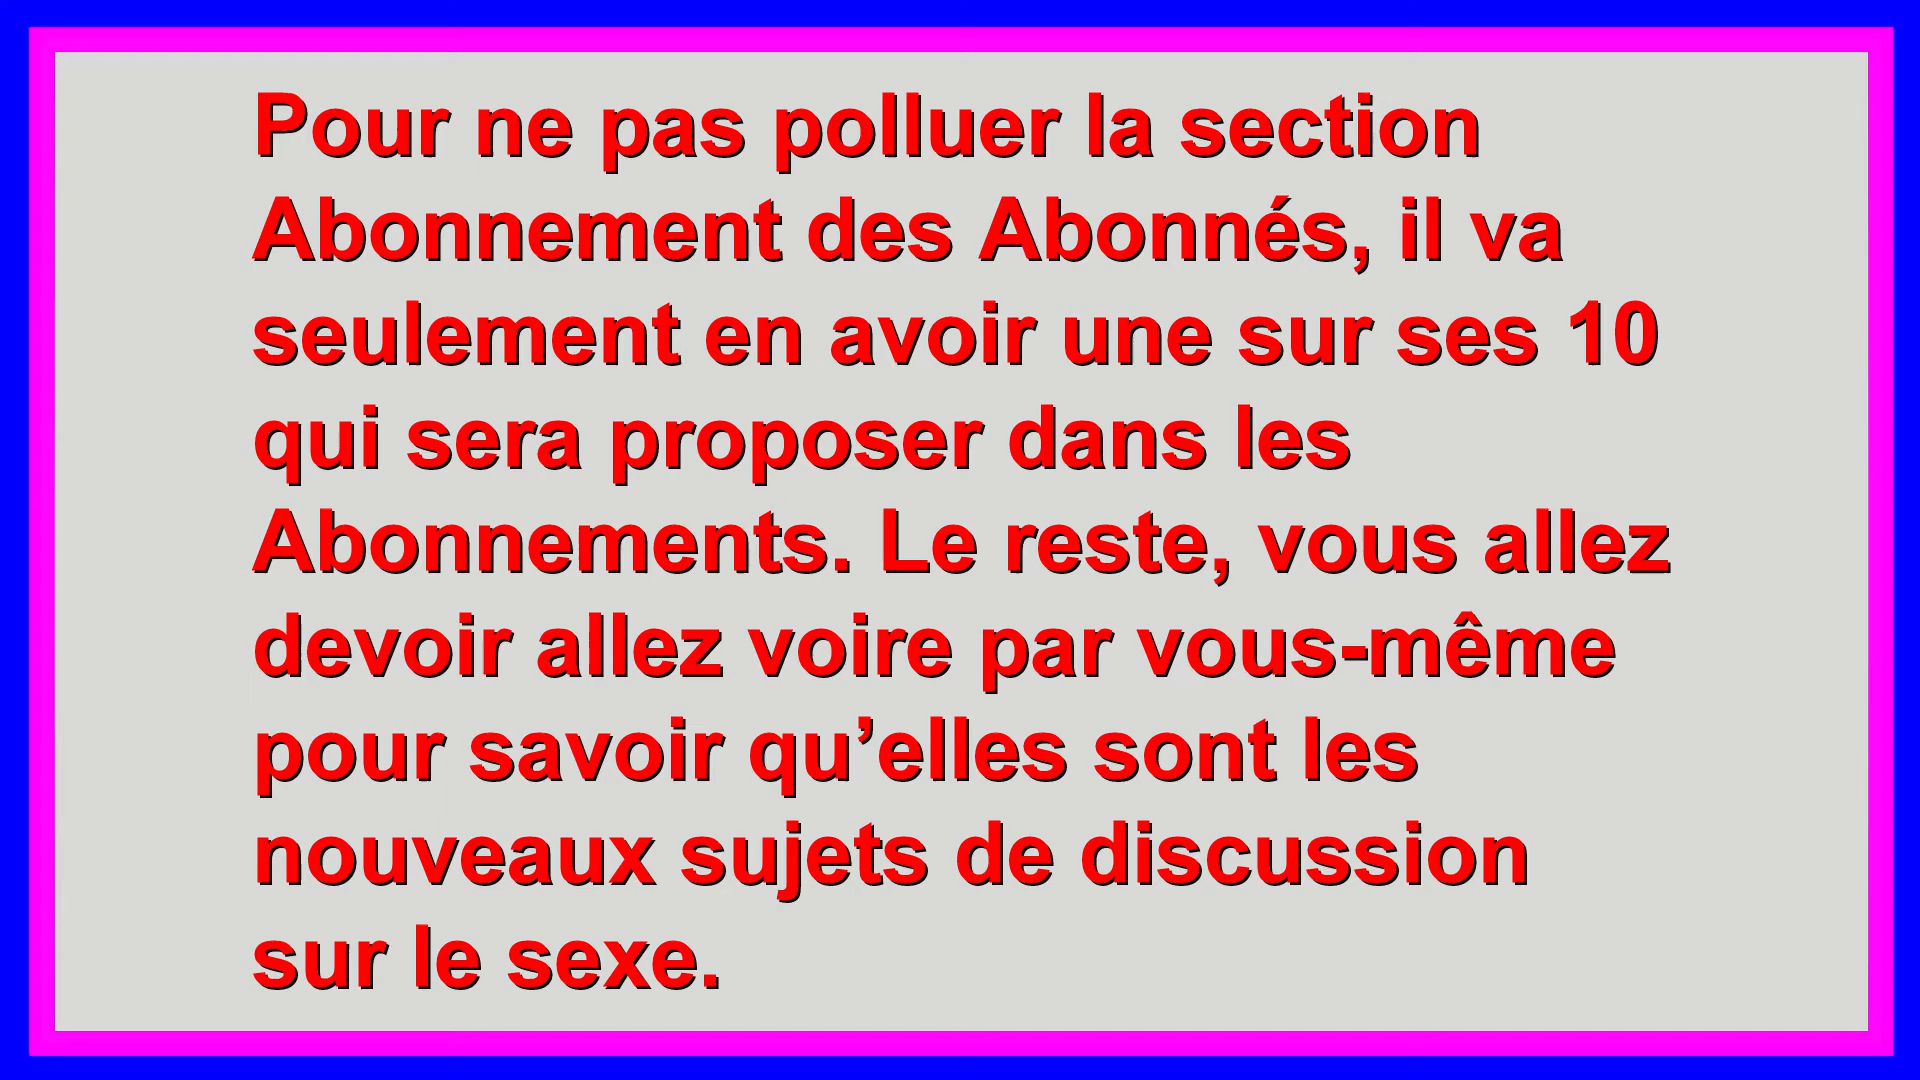 Pour ne pas polluer la section
Abonnement des Abonnés, il va
seulement en avoir une sur ses 10
qui sera proposer dans les
Abonnements. Le reste, vous allez
devoir allez voire par vous-même
pour savoir qu’elles sont les
nouveaux sujets de discussion
sur le sexe.